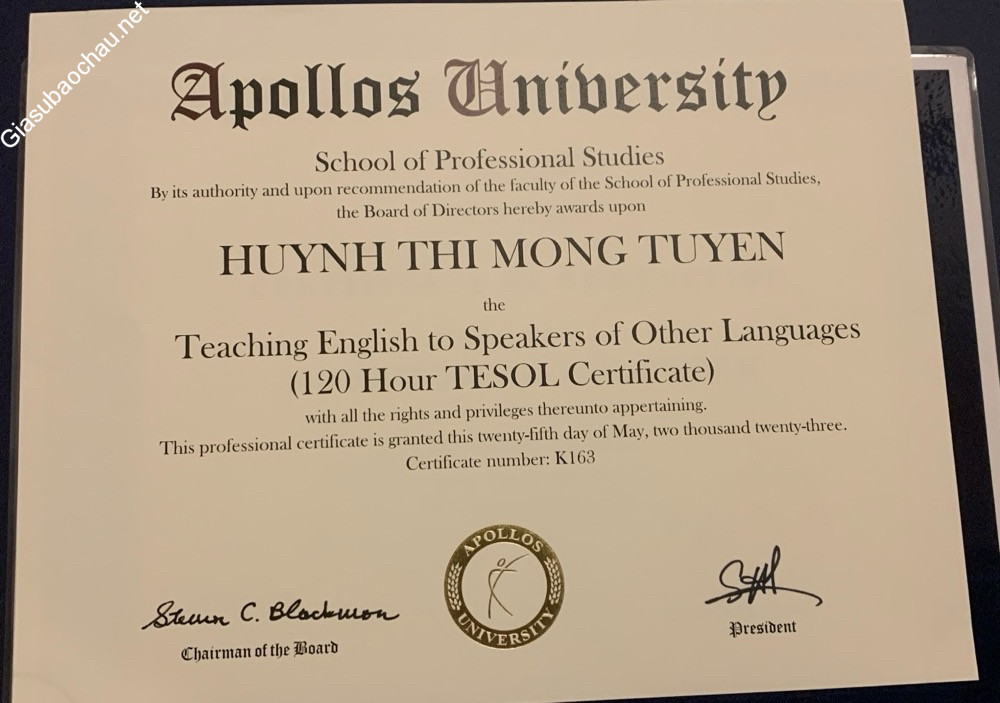 Giasubaochau.net
Apollos University
School of Professional Studies
By its authority and upon recommendation of the faculty of the School of Professional Studies,
the Board of Directors hereby awards upon
HUYNH THI MONG TUYEN
the
Teaching English to Speakers of Other Languages
(120 Hour TESOL Certificate)
with all the rights and privileges thereunto appertaining.
This professional certificate is granted this twenty-fifth day of May, two thousand twenty-three.
Certificate number: K163
APOLLOS
UNIVERSITY
Steven C. Blackmon
Chairman of the Board
President